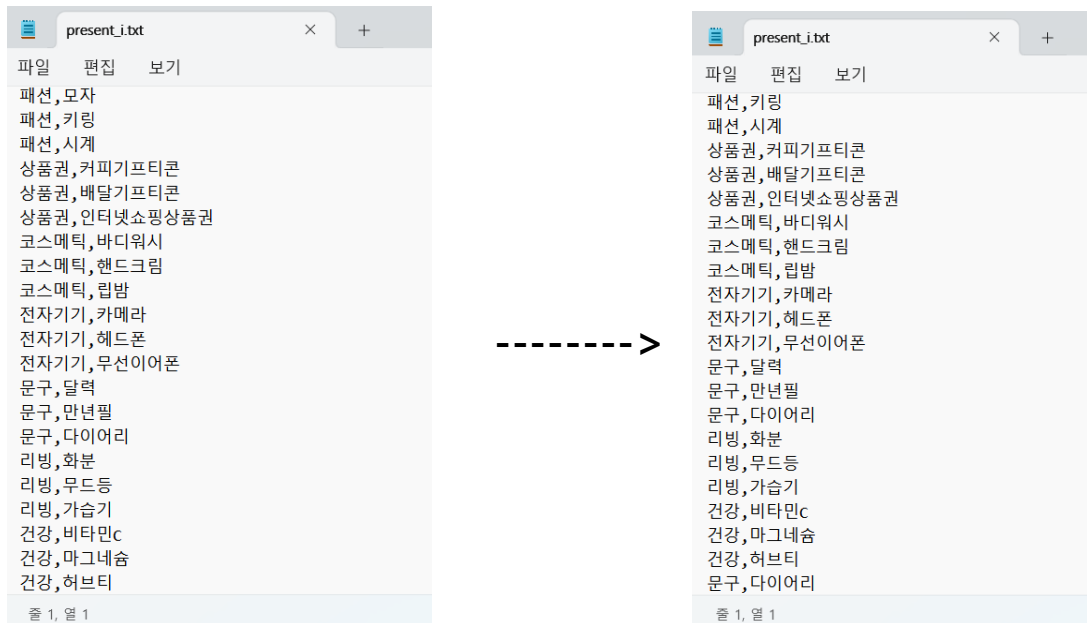 present_i.txt
파일 편집 보기
패션,모자
패션,키링
패션,시계
상품권,커피기프티콘
상품권,배달기프티콘
상품권,인터넷쇼핑상품권
코스메틱,바디워시
코스메틱,핸드크림
코스메틱,립밤
전자기기,카메라
전자기기,헤드폰
전자기기,무선이어폰
문구,달력
문구,만년필
문구,다이어리
리빙,화분
리빙,무드등
리빙,가습기
건강,비타민c
건강,마그네슘
건강,허브티
줄 1, 열 1
-------->
present_i.txt
파일 편집 보기
패션,키링
패션,시계
상품권,커피기프티콘
상품권,배달기프티콘
상품권,인터넷쇼핑상품권
코스메틱,바디워시
코스메틱,핸드크림
코스메틱,립밤
전자기기,카메라
전자기기,헤드폰
전자기기,무선이어폰
문구,달력
문구,만년필
문구,다이어리
리빙,화분
리빙,무드등
리빙,가습기
건강,비타민c
건강,마그네슘
건강,허브티
문구,다이어리
줄 1, 열 1